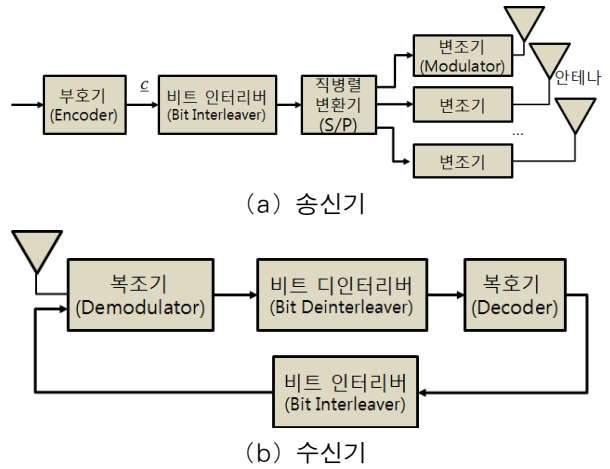 부호기
(Encoder)
c
비트 인터리버
(Bit Interleaver)
직병렬
변환기
(S/P)
변조기
(Modulator)
변조기
...
변조기
안테나
(a) 송신기
복조기
(Demodulator)
비트 디인터리버
(Bit Deinterleaver)
복호기
(Decoder)
비트 인터리버
(Bit Interleaver)
(b) 수신기